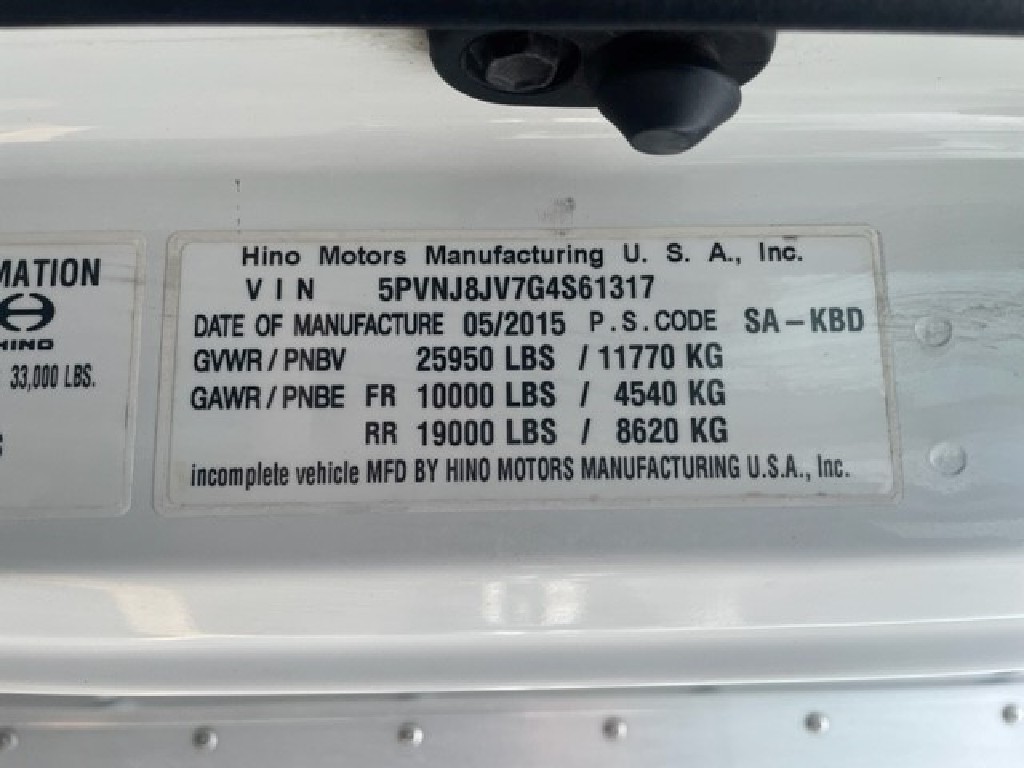 MATION
HINO
33,000 LBS.
Hino Motors Manufacturing U. S. A., Inc.
VIN 5PVNJ8JV7G4S61317
DATE OF MANUFACTURE 05/2015 P.S.CODE SA-KBD
GVWR/PNBV 25950 LBS / 11770 KG
GAWR/PNBE FR 10000 LBS / 4540 KG
RR 19000 LBS / 8620 KG
incomplete vehicle MFD BY HINO MOTORS MANUFACTURING U.S.A., Inc.